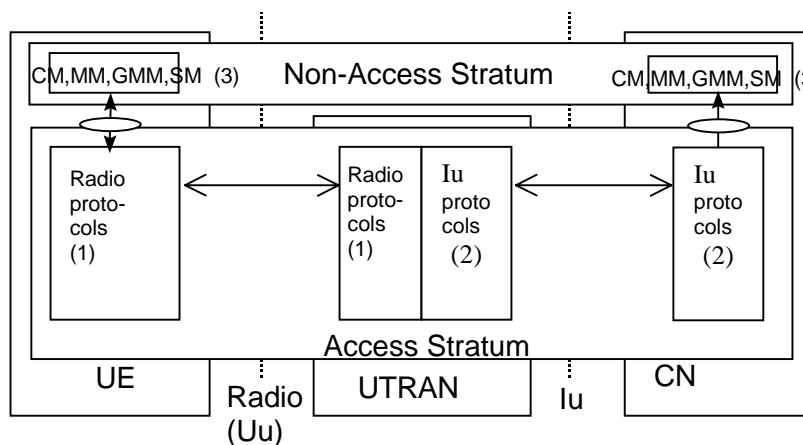 Non-Access Stratum
CM,MM,GMM,SM (3)
CM,MM,GMM,SM (3
Radio
proto-
cols
(1)
Radio
proto-
cols
(1)
Iu
proto
cols
(2)
Iu
proto
cols
(2)
Access Stratum
UE
Radio
(Uu)
UTRAN
Iu
CN